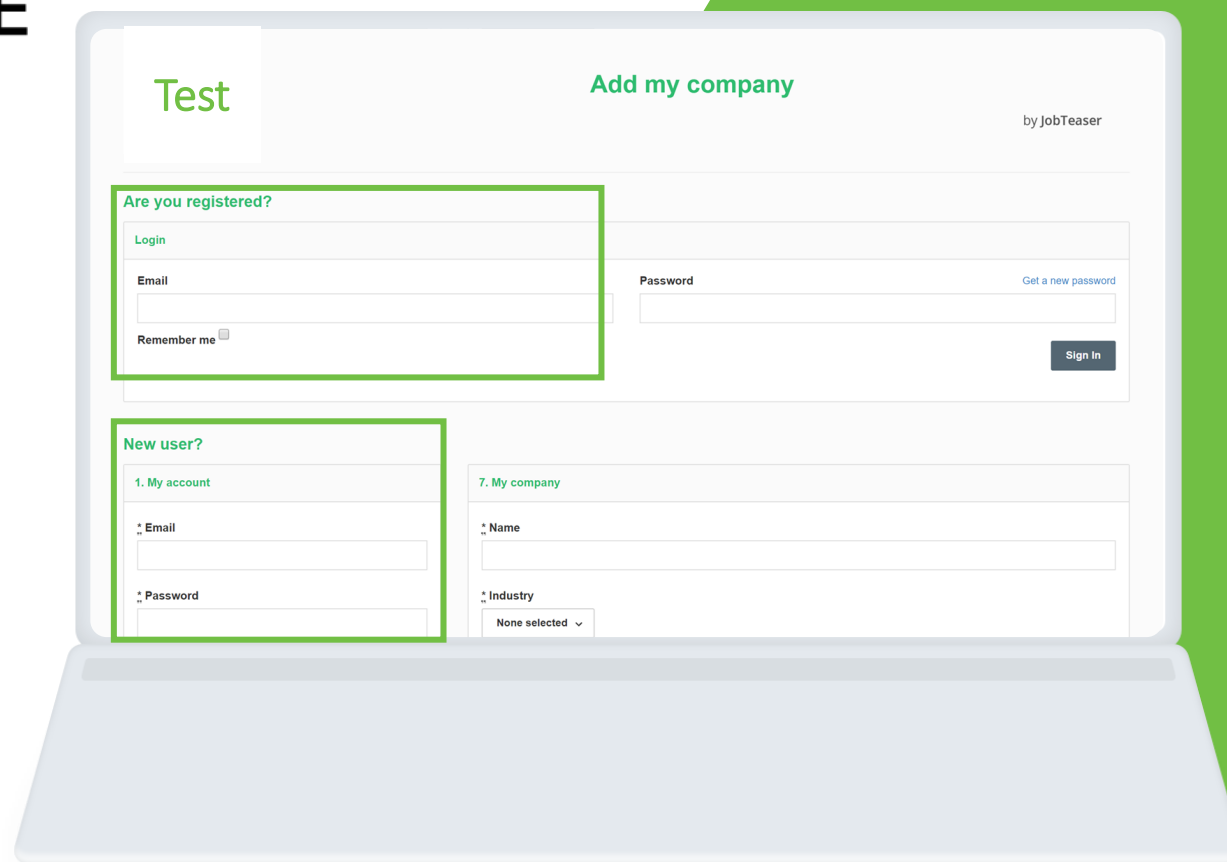 E
Test
Add my company
by JobTeaser
Are you registered?
Login
Email
Password
Get a new password
Remember me
Sign In
New user?
1. My account
7. My company
* Email
* Name
* Password
* Industry
None selected